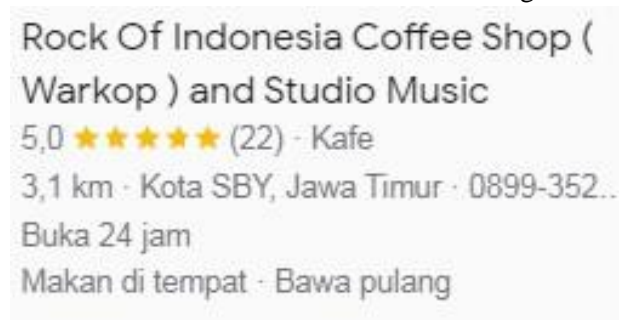 Rock Of Indonesia Coffee Shop (
Warkop ) and Studio Music
5,0 ★★★★★ (22) · Kafe
3,1 km · Kota SBY, Jawa Timur · 0899-352..
Buka 24 jam
Makan di tempat · Bawa pulang